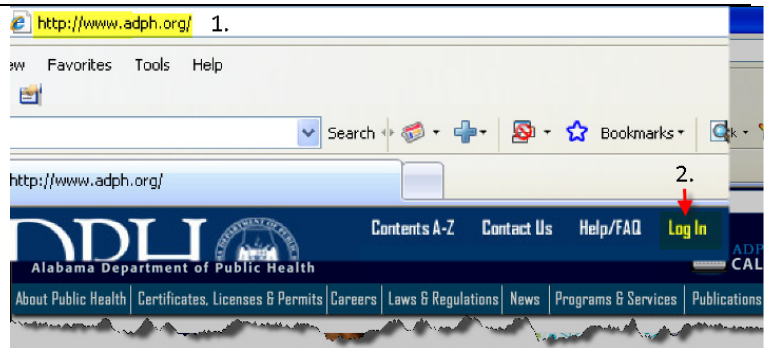 http://www.adph.org/ 1.
Favorites Tools Help
Search Bookmarks
http://www.adph.org/
2.
Contents A-Z Contact Us Help/FAQ Log In
Alabama Department of Public Health
ADP
CAL
About Public Health Certificates, Licenses & Permits Careers Laws & Regulations News Programs & Services Publications